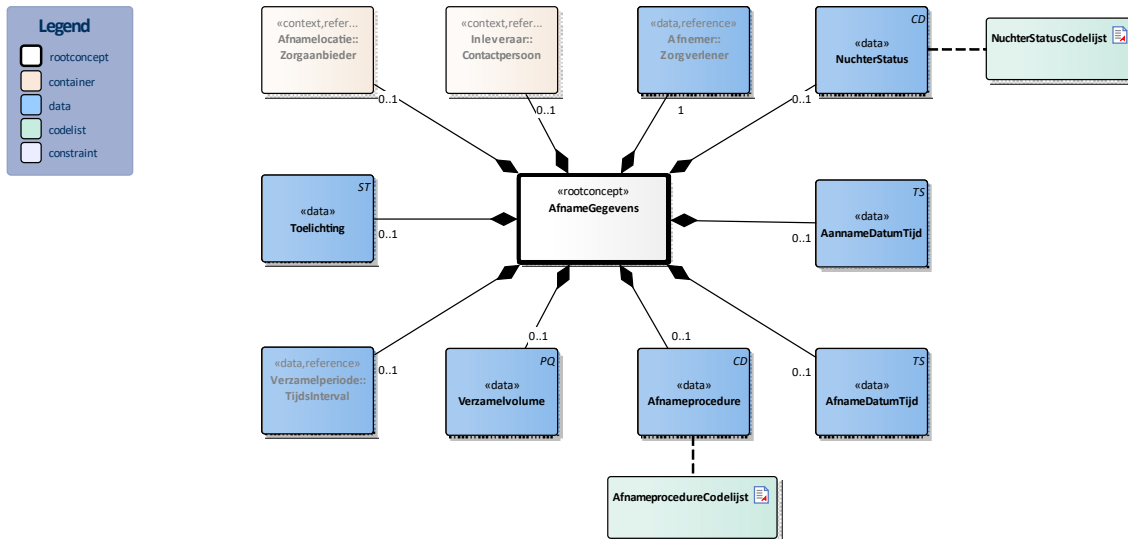 Legend
rootconcept
container
data
codelist
constraint
«context,refer...
Afnamelocatie::
Zorgaanbieder
0..1
«context,refer...
Inleveraar::
Contactpersoon
0..1
«data,reference»
Afnemer::
Zorgverlener
1
CD
«data»
NuchterStatus
0..1
NuchterStatusCodelijst
ST
«data»
Toelichting
0..1
«rootconcept»
AfnameGegevens
TS
«data»
AannameDatumTijd
0..1
«data,reference»
Verzamelperiode::
TijdsInterval
0..1
PQ
«data»
Verzamelvolume
0..1
CD
«data»
Afnameprocedure
0..1
TS
«data»
AfnameDatumTijd
0..1
AfnameprocedureCodelijst